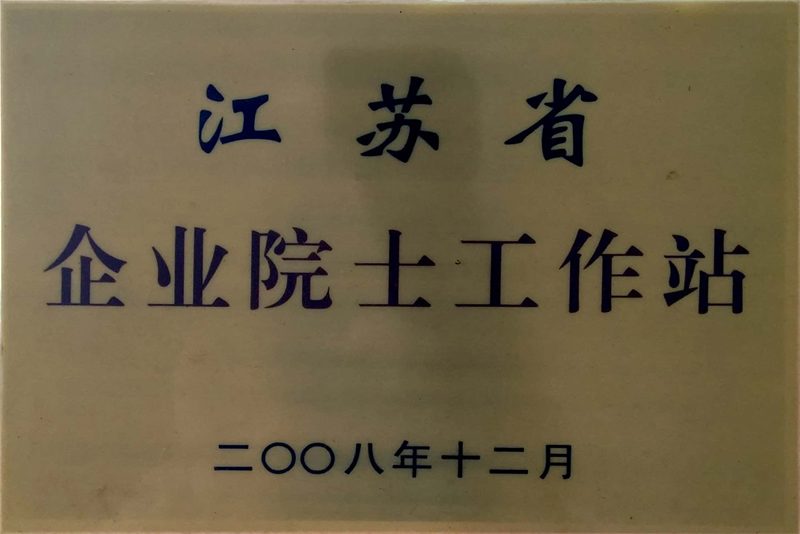 江苏省
企业院士工作站
二〇〇八年十二月